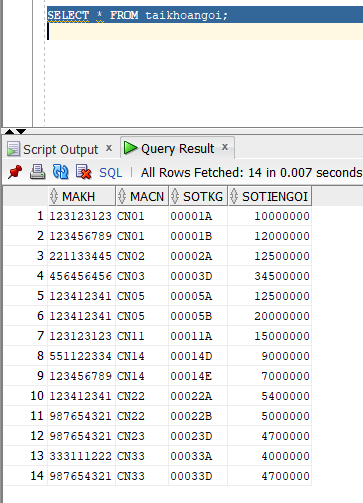 SELECT * FROM taikhoangoi;
Script Output x Query Result x
SQL | All Rows Fetched: 14 in 0.007 seconds
MAKH MACN SOTKG SOTIENGOI
1 123123123 CN01 00001A 10000000
2 123456789 CN01 00001B 12000000
3 221133445 CN02 00002A 12500000
4 456456456 CN03 00003D 34500000
5 123412341 CN05 00005A 12500000
6 123412341 CN05 00005B 20000000
7 123123123 CN11 00011A 15000000
8 551122334 CN14 00014D 9000000
9 123456789 CN14 00014E 7000000
10 123412341 CN22 00022A 5400000
11 987654321 CN22 00022B 5000000
12 987654321 CN23 00023D 4700000
13 333111222 CN33 00033A 4000000
14 987654321 CN33 00033D 4700000